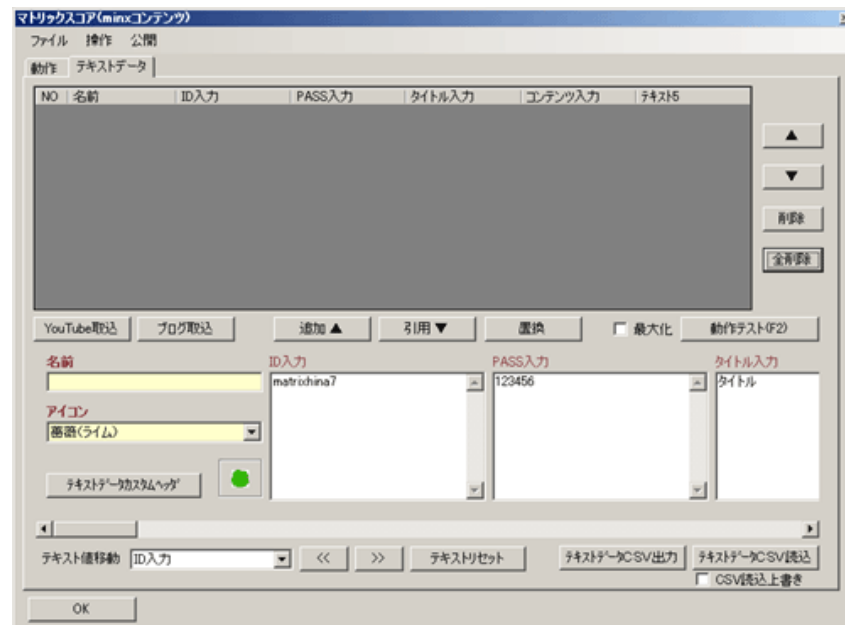 マトリックスコア(minxコンテンツ)
ファイル 操作 公開
動作 テキストデータ
NO 名前 ID入力 PASS入力 タイトル入力 コンテンツ入力 テキスト5
▲
▼
削除
全削除
YouTube取込 ブログ取込 追加▲ 引用▼ 置換 最大化 動作テスト(F2)
名前 ID入力 PASS入力 タイトル入力
matrixhina7 123456 タイトル
アイコン
薔薇(ライム)
テキストデータカスタムヘッダ
テキスト値移動 ID入力 << >> テキストリセット テキストデータCSV出力 テキストデータCSV読込
CSV読込上書き
OK